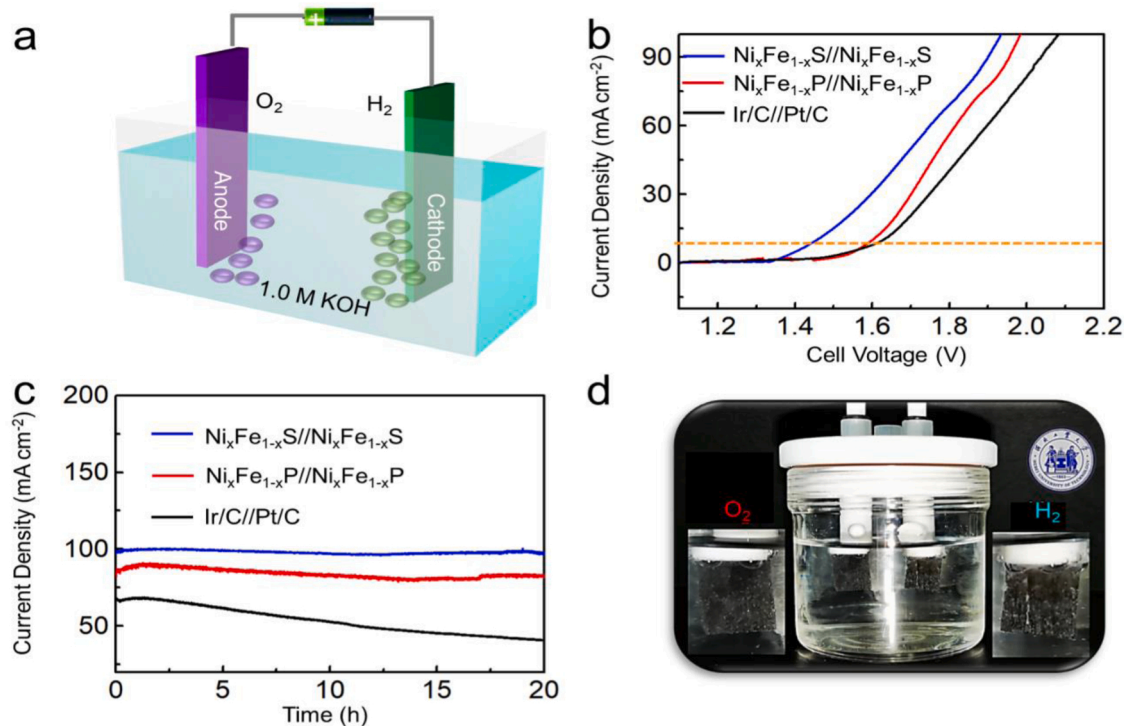 a
+
O₂
H₂
Anode
Cathode
1.0 M KOH
b
Current Density (mA cm⁻²)
90
60
30
0
NiₓFe₁₋ₓS//NiₓFe₁₋ₓS
NiₓFe₁₋ₓP//NiₓFe₁₋ₓP
Ir/C//Pt/C
1.2 1.4 1.6 1.8 2.0 2.2
Cell Voltage (V)
c
Current Density (mA cm⁻²)
200
150
100
50
NiₓFe₁₋ₓS//NiₓFe₁₋ₓS
NiₓFe₁₋ₓP//NiₓFe₁₋ₓP
Ir/C//Pt/C
0 5 10 15 20
Time (h)
d
O₂
H₂